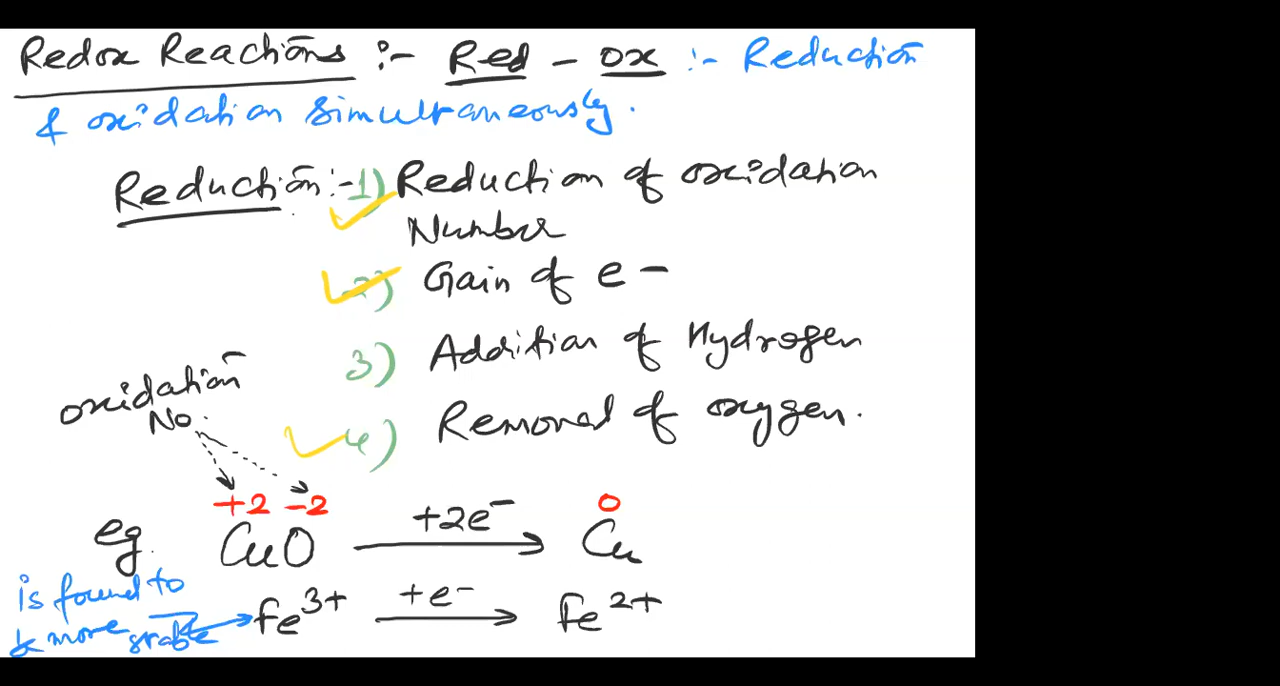 Redox Reactions :- Red - ox :- Reduction
& oxidation simultaneously.
Reduction :- 1) Reduction of oxidation
Number
2) Gain of e -
3) Addition of Hydrogen
4) Removal of oxygen.
oxidation
No.
+2 -2 0
eg. CuO +2e⁻ → Cu
is found to
& more stable Fe³⁺ +e⁻ → Fe²⁺